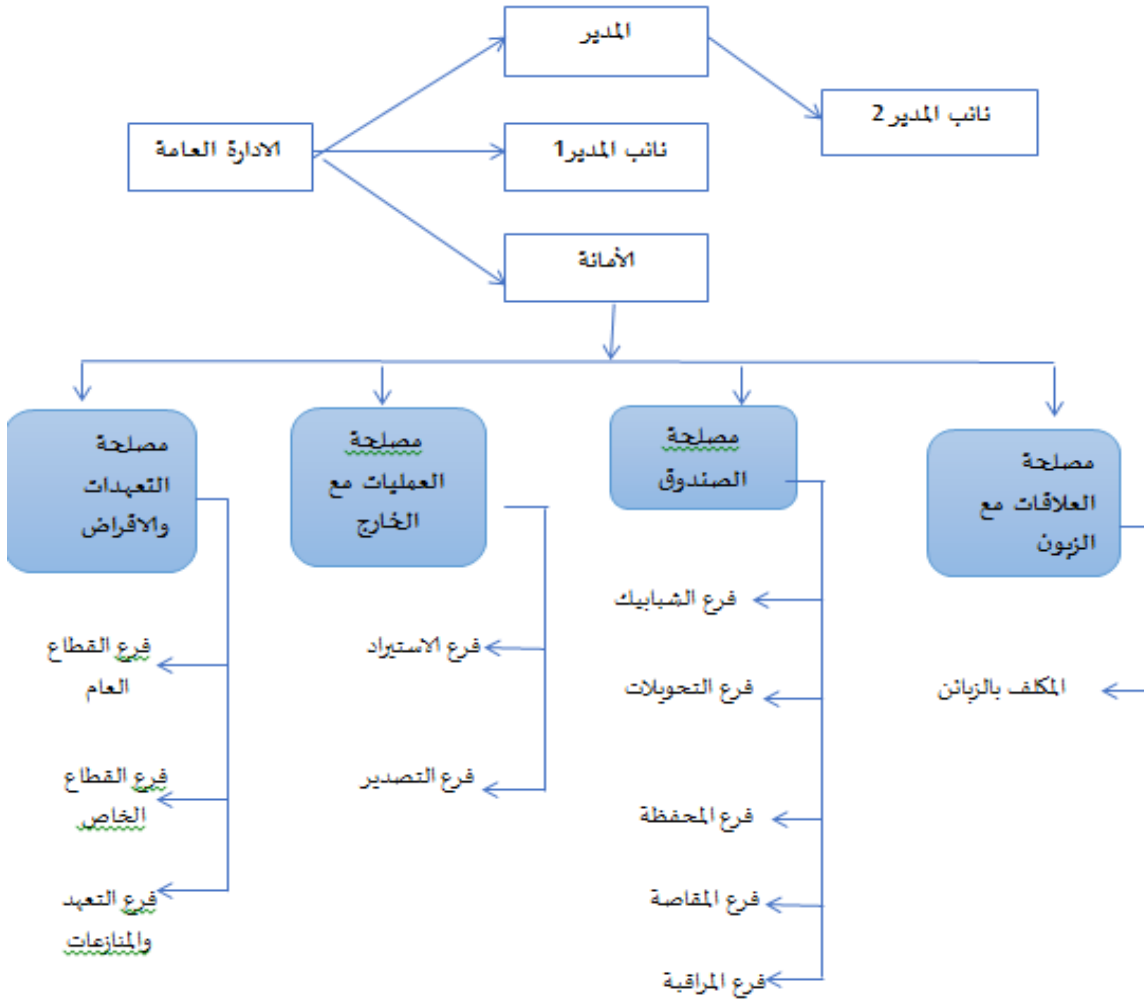 المدير
نائب المدير 2
الادارة العامة
نائب المدير1
الأمانة
مصلحة
العلاقات مع
الزبون
المكلف بالزبائن
مصلحة
الصندوق
فرع الشبابيك
فرع التحويلات
فرع المحفظة
فرع المقاصة
فرع المراقبة
مصلحة
العمليات مع
الخارج
فرع الاستيراد
فرع التصدير
مصلحة
التعهدات
والاقراض
فرع القطاع
العام
فرع القطاع
الخاص
فرع التعهد
والمنازعات